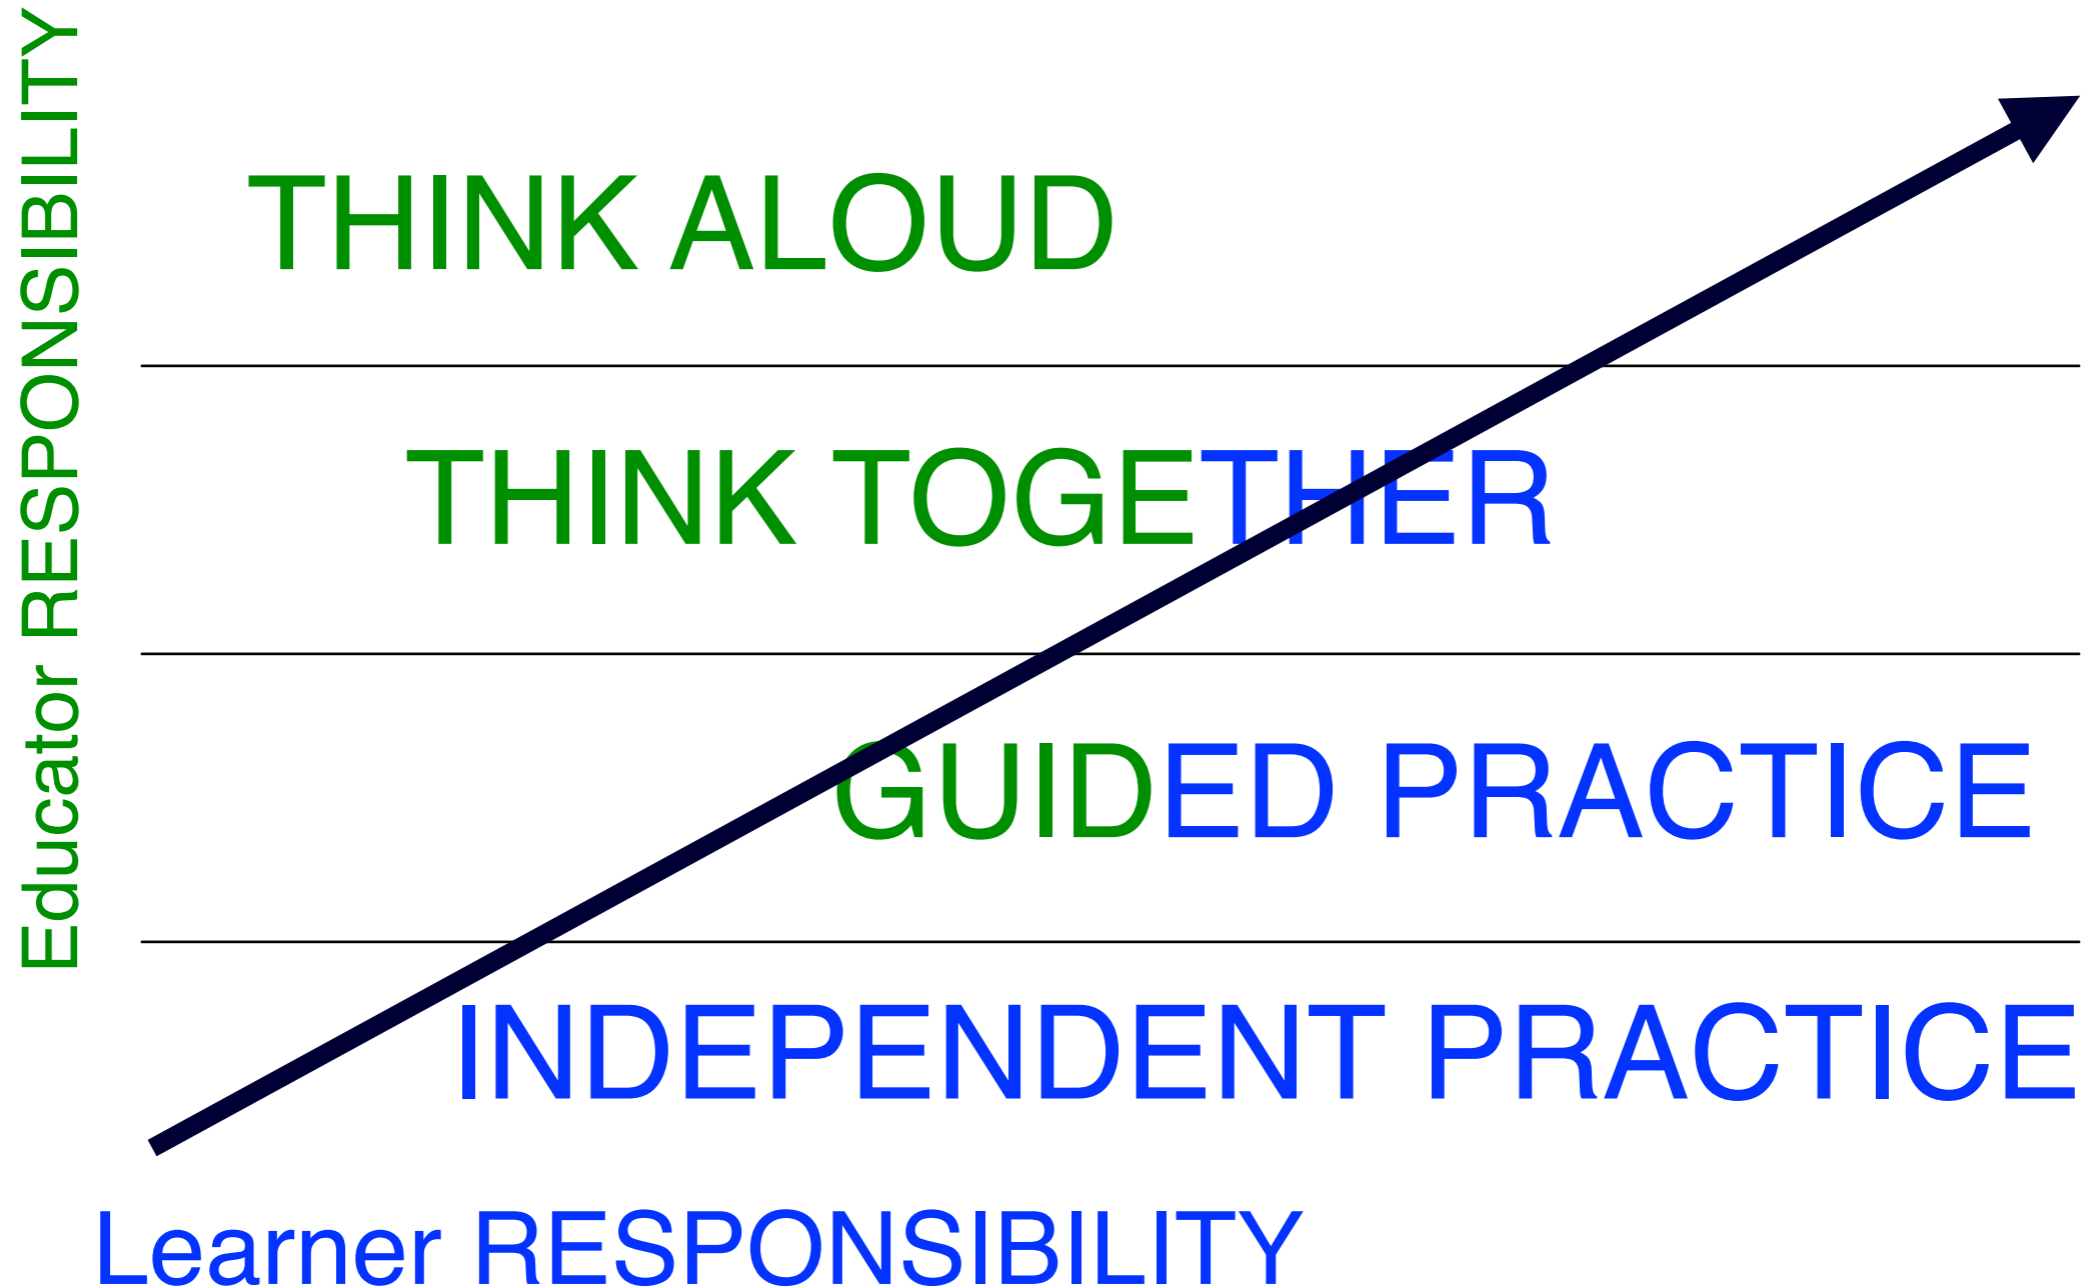 Educator RESPONSIBILITY
THINK ALOUD
THINK TOGETHER
GUIDED PRACTICE
INDEPENDENT PRACTICE
Learner RESPONSIBILITY